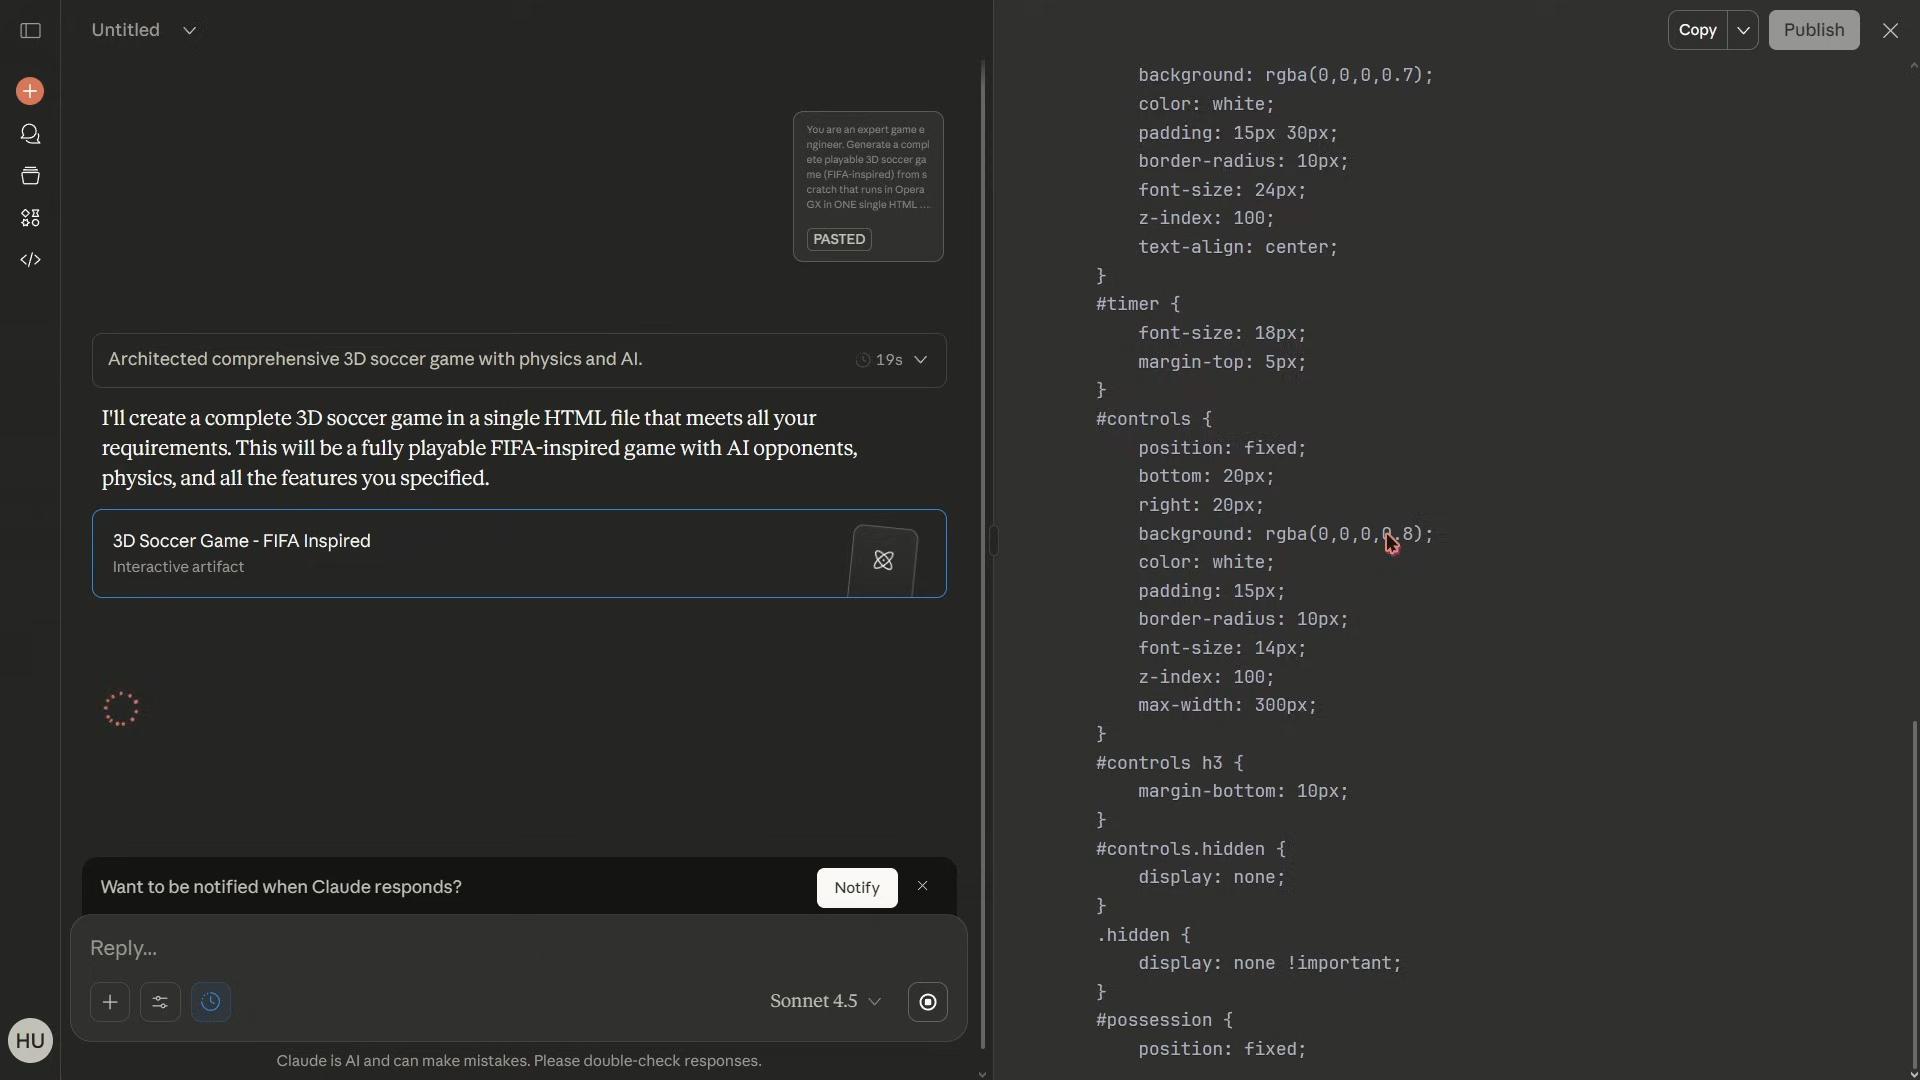 Untitled
You are an expert game e
ngineer. Generate a compl
ete playable 3D soccer ga
me (FIFA-inspired) from s
cratch that runs in Opera
GX in ONE single HTML ...
PASTED
Architected comprehensive 3D soccer game with physics and AI.
19s
I'll create a complete 3D soccer game in a single HTML file that meets all your
requirements. This will be a fully playable FIFA-inspired game with AI opponents,
physics, and all the features you specified.
3D Soccer Game - FIFA Inspired
Interactive artifact
Want to be notified when Claude responds?
Notify
Reply...
Sonnet 4.5
HU
Claude is AI and can make mistakes. Please double-check responses.
Copy
Publish
background: rgba(0,0,0,0.7);
color: white;
padding: 15px 30px;
border-radius: 10px;
font-size: 24px;
z-index: 100;
text-align: center;
}
#timer {
font-size: 18px;
margin-top: 5px;
}
#controls {
position: fixed;
bottom: 20px;
right: 20px;
background: rgba(0,0,0,0.8);
color: white;
padding: 15px;
border-radius: 10px;
font-size: 14px;
z-index: 100;
max-width: 300px;
}
#controls h3 {
margin-bottom: 10px;
}
#controls.hidden {
display: none;
}
.hidden {
display: none !important;
}
#possession {
position: fixed;